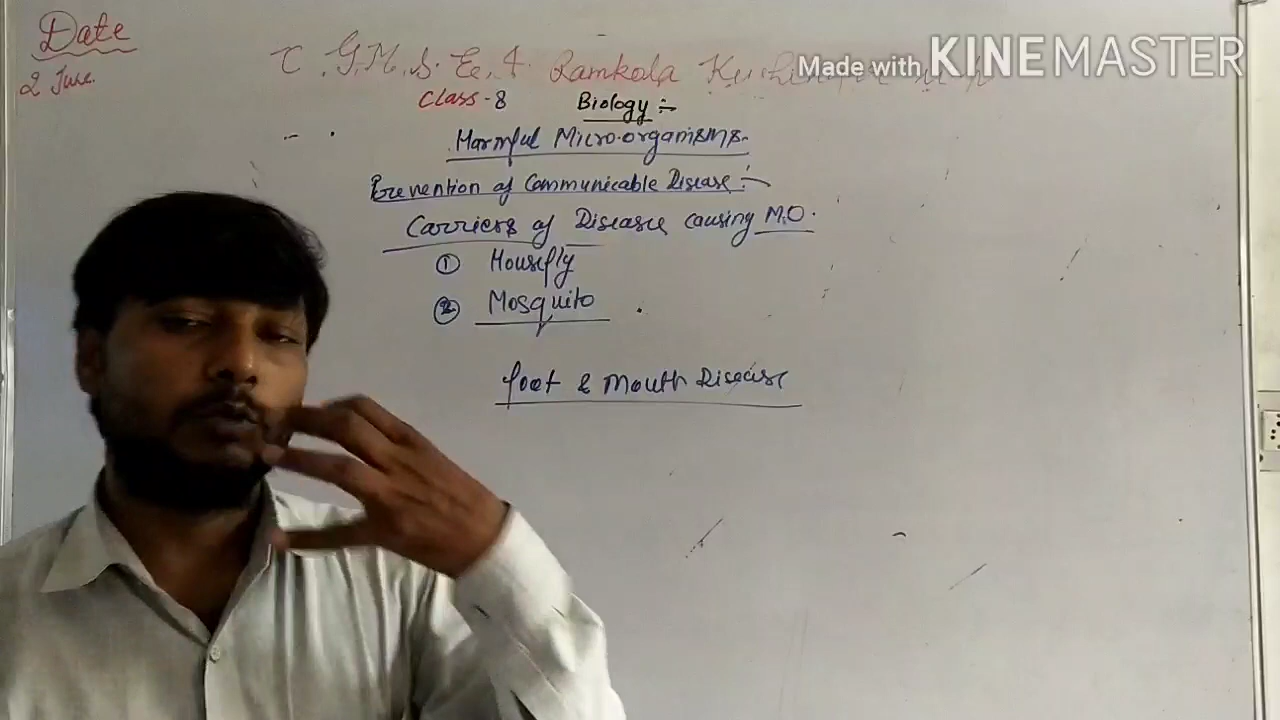 Date
2 June
Made with KINEMASTER
T.G.M.S.E.A. Ramkola
Class - 8 Biology :-
Harmful Micro-organisms.
Prevention of Communicable Disease :-
Carriers of Disease causing M.O.
① Housefly
② Mosquito
foot & Mouth Disease